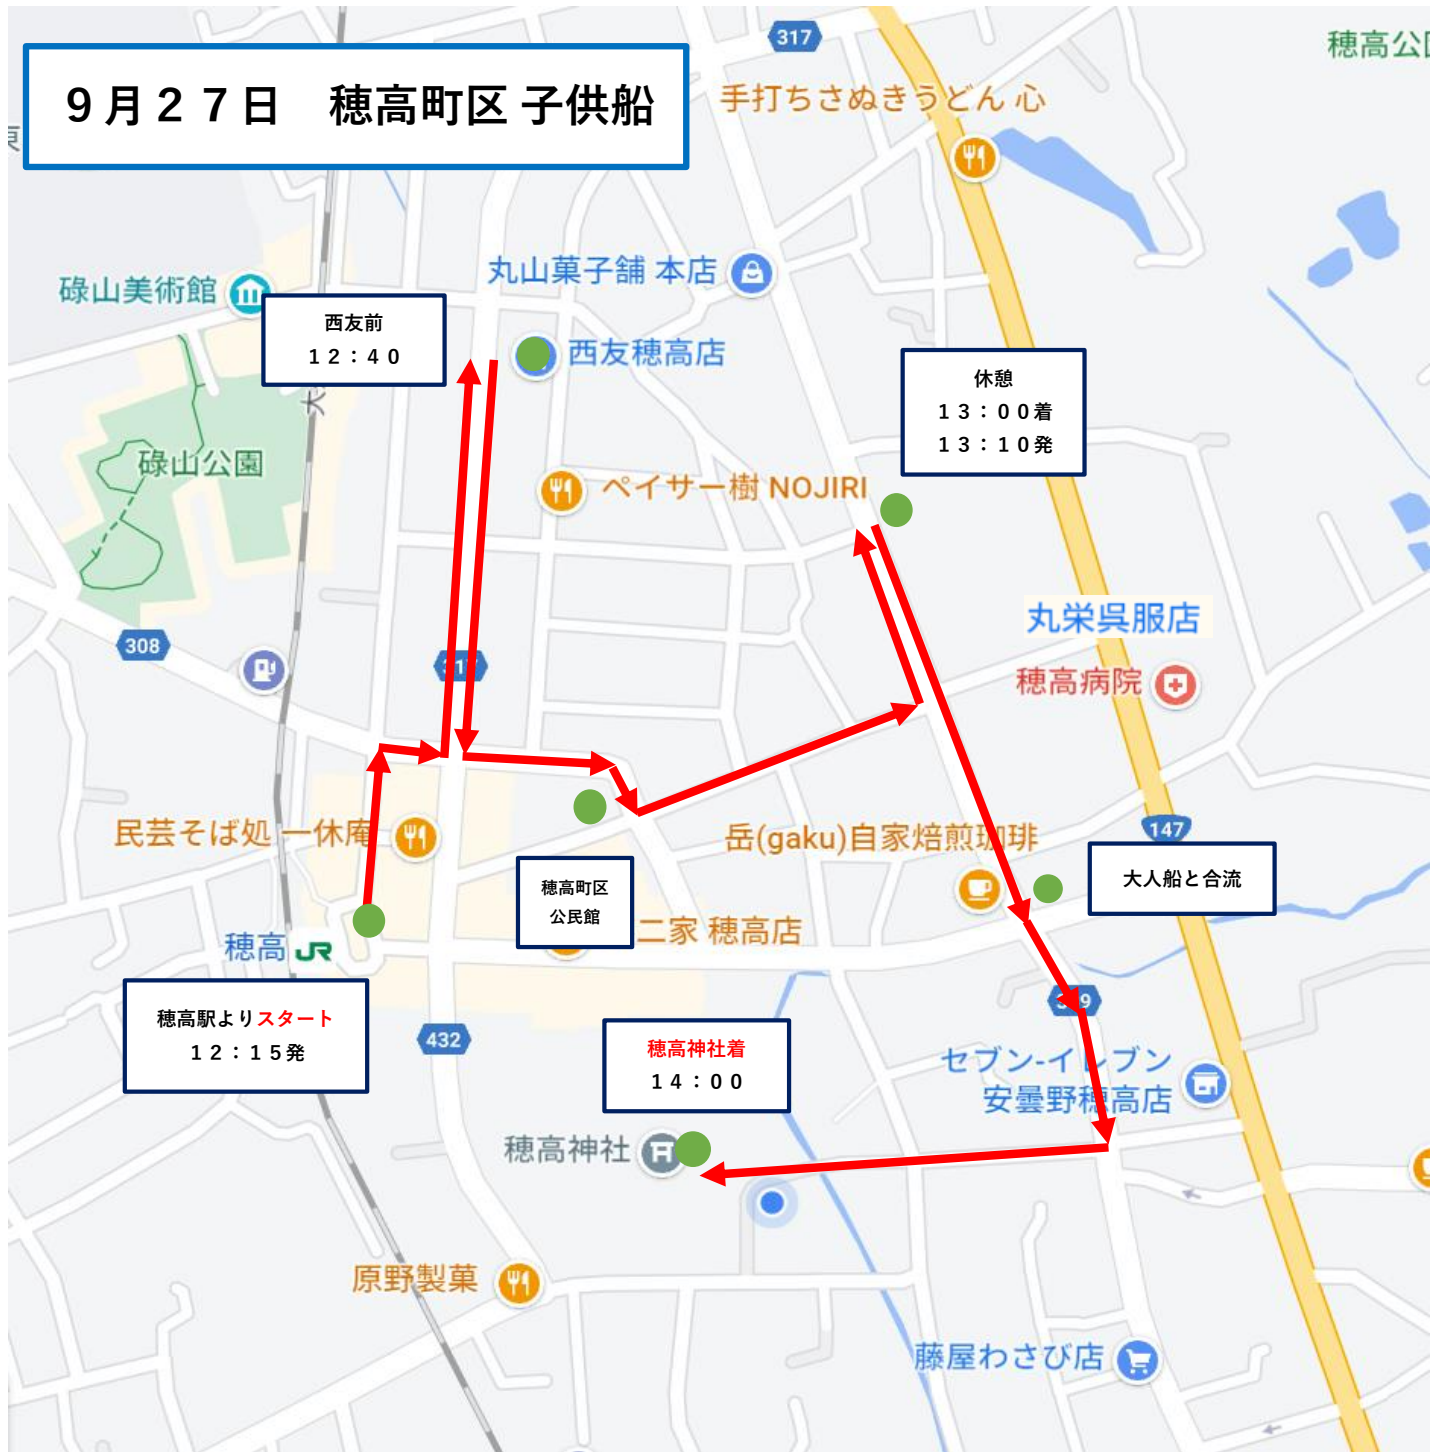 317
穂高公
９月２７日　穂高町区 子供船
手打ちさぬきうどん 心
丸山菓子舗 本店
碌山美術館
西友前
１２：４０
西友穂高店
休憩
１３：００着
１３：１０発
大
碌山公園
ペイサー樹 NOJIRI
丸栄呉服店
308
穂高病院
147
民芸そば処 一休庵
岳(gaku)自家焙煎珈琲
大人船と合流
穂高町区
公民館
二家 穂高店
穂高
JR
穂高駅よりスタート
１２：１５発
432
穂高神社着
１４：００
セブン-イレブン
安曇野穂高店
穂高神社
原野製菓
藤屋わさび店